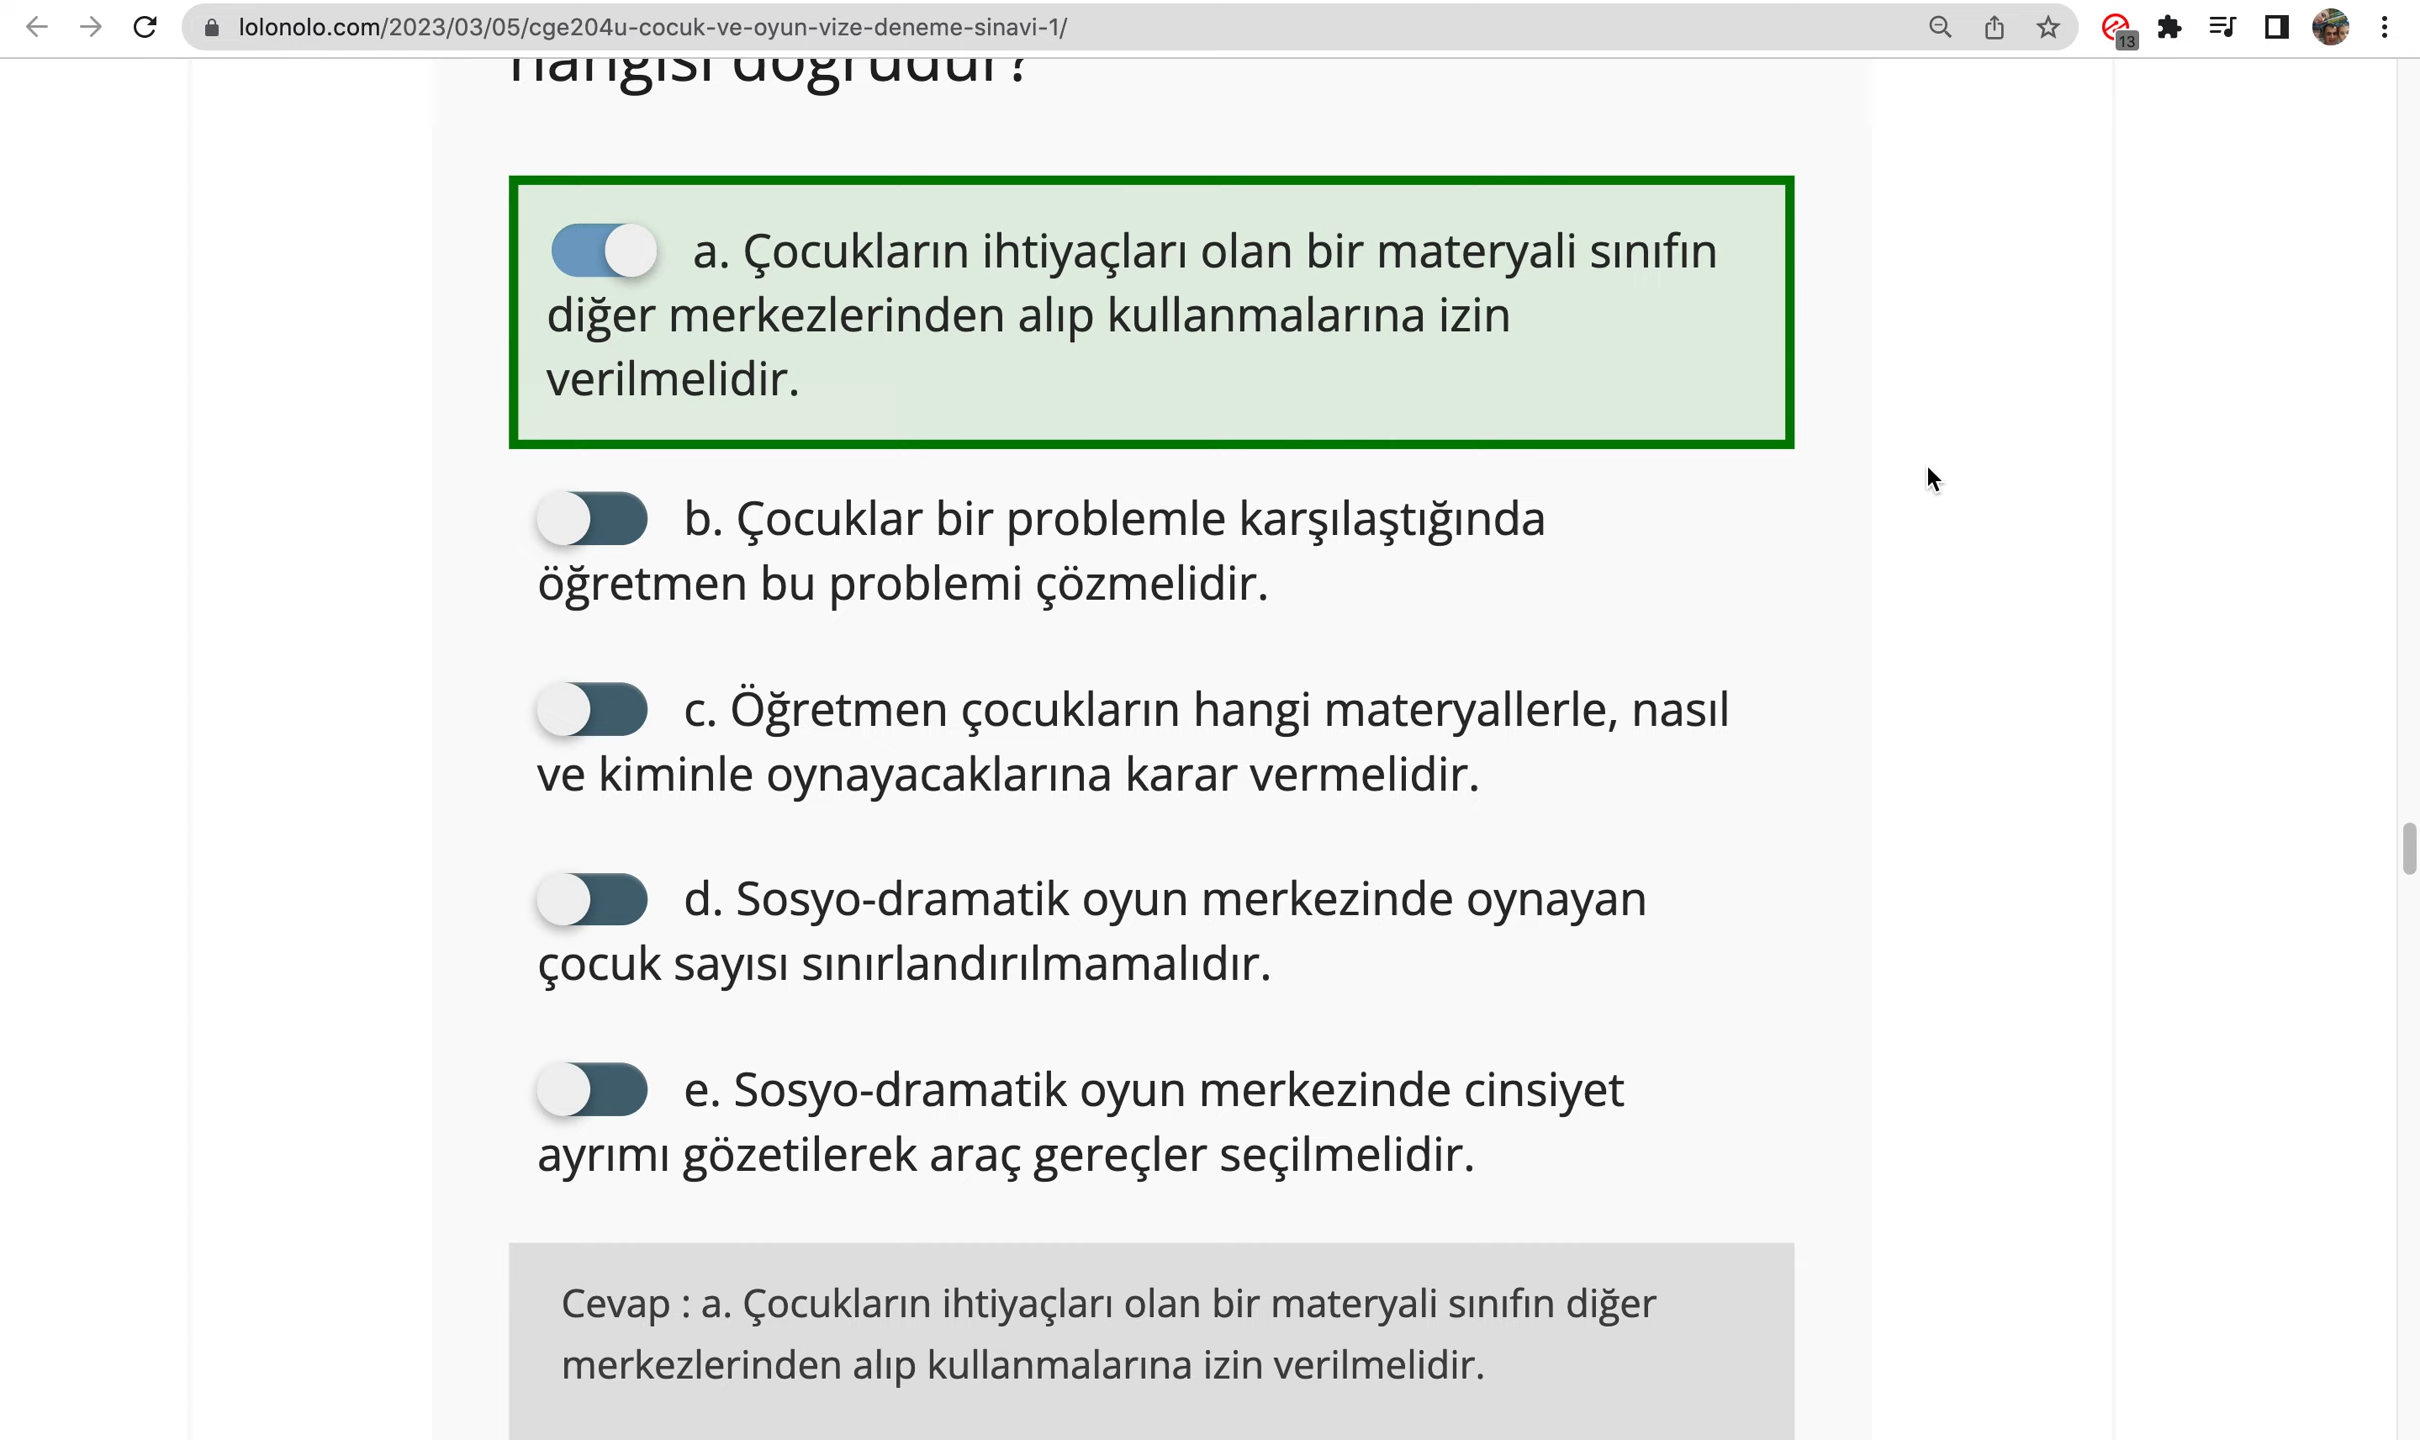 lolonolo.com/2023/03/05/cge204u-cocuk-ve-oyun-vize-deneme-sinavi-1/
13
hangisi doğrudur?
a. Çocukların ihtiyaçları olan bir materyali sınıfın
diğer merkezlerinden alıp kullanmalarına izin
verilmelidir.
b. Çocuklar bir problemle karşılaştığında
öğretmen bu problemi çözmelidir.
c. Öğretmen çocukların hangi materyallerle, nasıl
ve kiminle oynayacaklarına karar vermelidir.
d. Sosyo-dramatik oyun merkezinde oynayan
çocuk sayısı sınırlandırılmamalıdır.
e. Sosyo-dramatik oyun merkezinde cinsiyet
ayrımı gözetilerek araç gereçler seçilmelidir.
Cevap : a. Çocukların ihtiyaçları olan bir materyali sınıfın diğer
merkezlerinden alıp kullanmalarına izin verilmelidir.